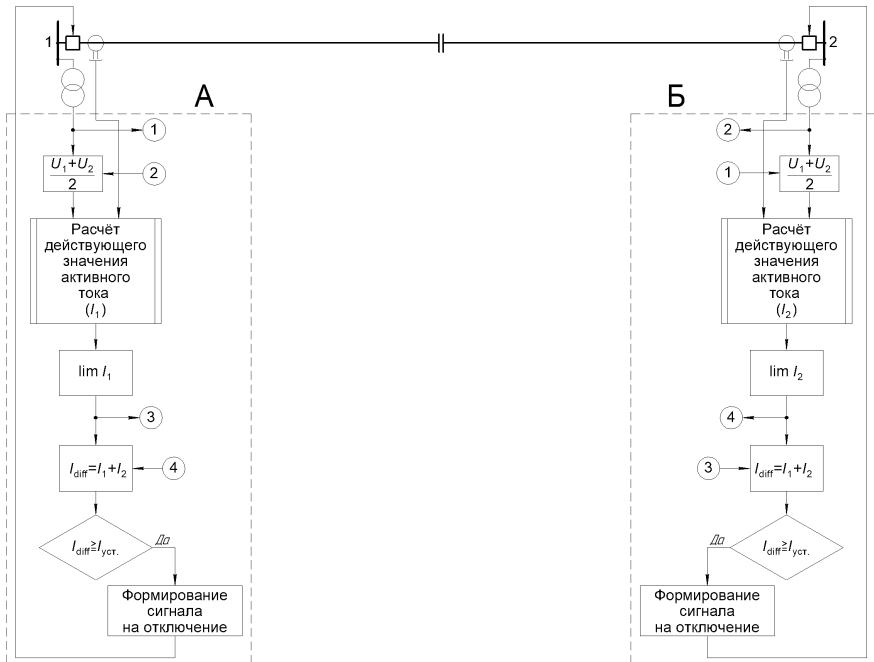 1
2
А
Б
1
2
U1+U2
2
2
1
U1+U2
2
Расчёт
действующего
значения
активного
тока
(I1)
Расчёт
действующего
значения
активного
тока
(I2)
lim I1
lim I2
3
4
Idiff=I1+I2
4
3
Idiff=I1+I2
Idiff≥Iуст.
Да
Да
Idiff≥Iуст.
Формирование
сигнала
на отключение
Формирование
сигнала
на отключение